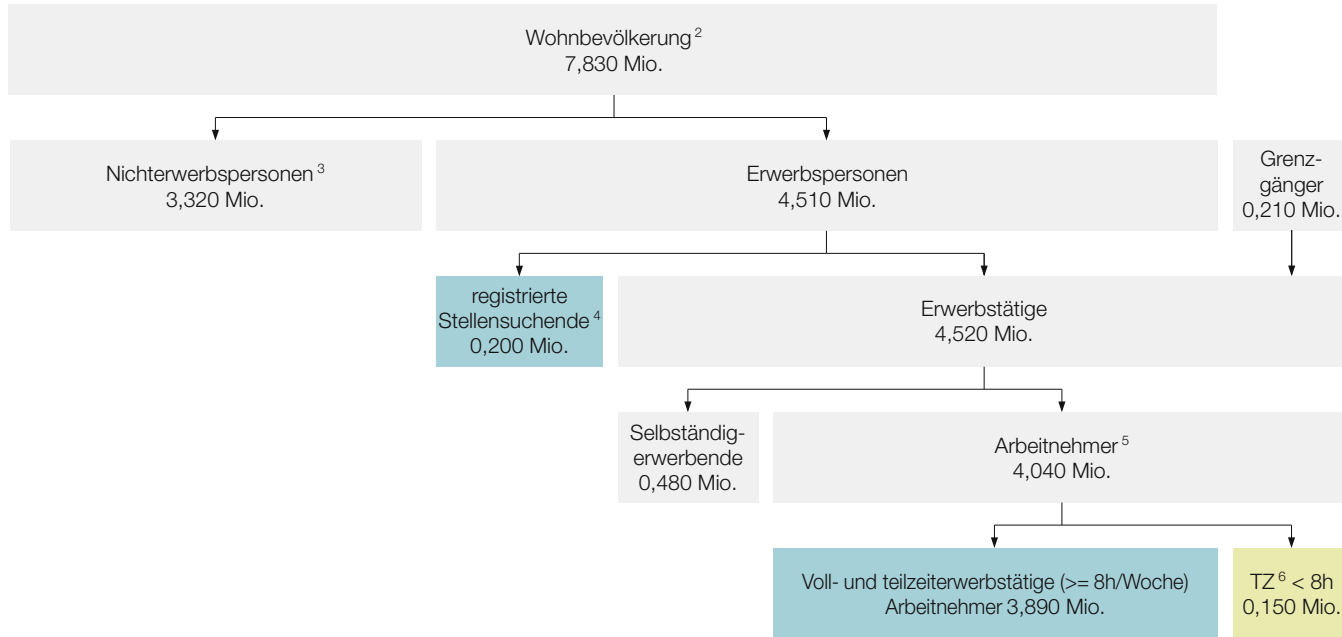 Wohnbevölkerung 2
7,830 Mio.
Nichterwerbspersonen 3
3,320 Mio.
Erwerbspersonen
4,510 Mio.
Grenz-
gänger
0,210 Mio.
registrierte
Stellensuchende 4
0,200 Mio.
Erwerbstätige
4,520 Mio.
Selbständig-
erwerbende
0,480 Mio.
Arbeitnehmer 5
4,040 Mio.
Voll- und teilzeiterwerbstätige (>= 8h/Woche)
Arbeitnehmer 3,890 Mio.
TZ 6 < 8h
0,150 Mio.